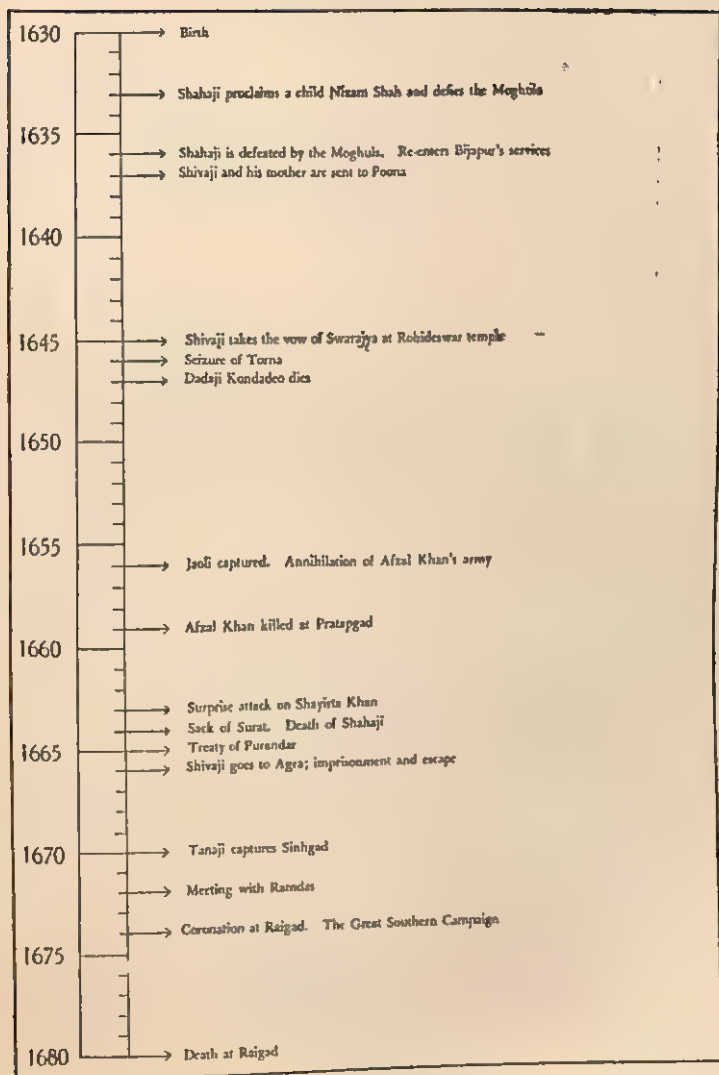 1630 Birth
Shahaji proclaims a child Nizam Shah and defies the Moghuls
1635
Shahaji is defeated by the Moghuls. Re-enters Bijapur's services
Shivaji and his mother are sent to Poona
1640
1645 Shivaji takes the vow of Swarajya at Rohideswar temple
Seizure of Torna
Dadaji Kondadeo dies
1650
1655
Jaoli captured. Annihilation of Afzal Khan's army
Afzal Khan killed at Pratapgad
1660
Surprise attack on Shayista Khan
Sack of Surat. Death of Shahaji
1665 Treaty of Purandar
Shivaji goes to Agra; imprisonment and escape
1670 Tanaji captures Sinhgad
Meeting with Ramdas
Coronation at Raigad. The Great Southern Campaign
1675
1680 Death at Raigad